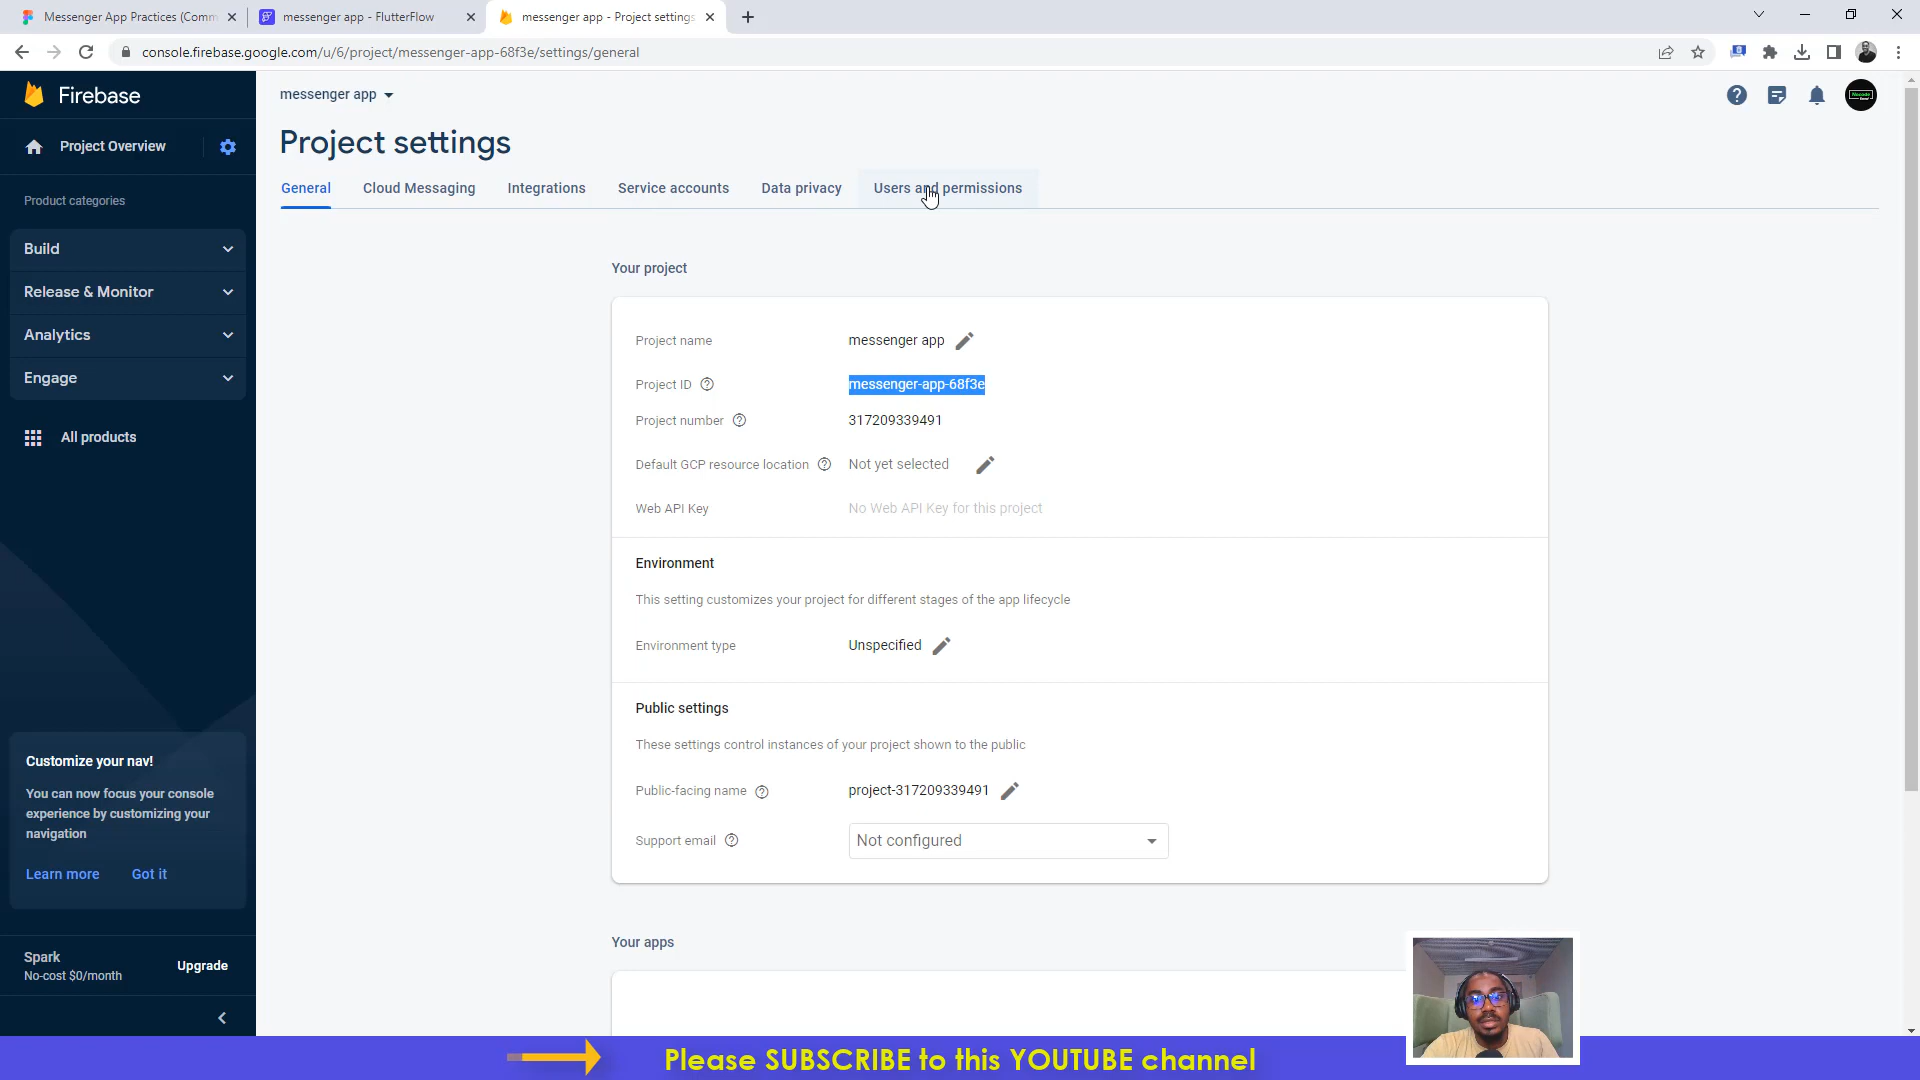 Messenger App Practices (Comm
messenger app - FlutterFlow
messenger app - Project settings
console.firebase.google.com/u/6/project/messenger-app-68f3e/settings/general
Firebase
Project Overview
Product categories
Build
Release & Monitor
Analytics
Engage
All products
Customize your nav!
You can now focus your console
experience by customizing your
navigation
Learn more
Got it
Spark
No-cost $0/month
Upgrade
messenger app
Project settings
General
Cloud Messaging
Integrations
Service accounts
Data privacy
Users and permissions
Your project
Project name
messenger app
Project ID
messenger-app-68f3e
Project number
317209339491
Default GCP resource location
Not yet selected
Web API Key
No Web API Key for this project
Environment
This setting customizes your project for different stages of the app lifecycle
Environment type
Unspecified
Public settings
These settings control instances of your project shown to the public
Public-facing name
project-317209339491
Support email
Not configured
Your apps
Please SUBSCRIBE to this YOUTUBE channel